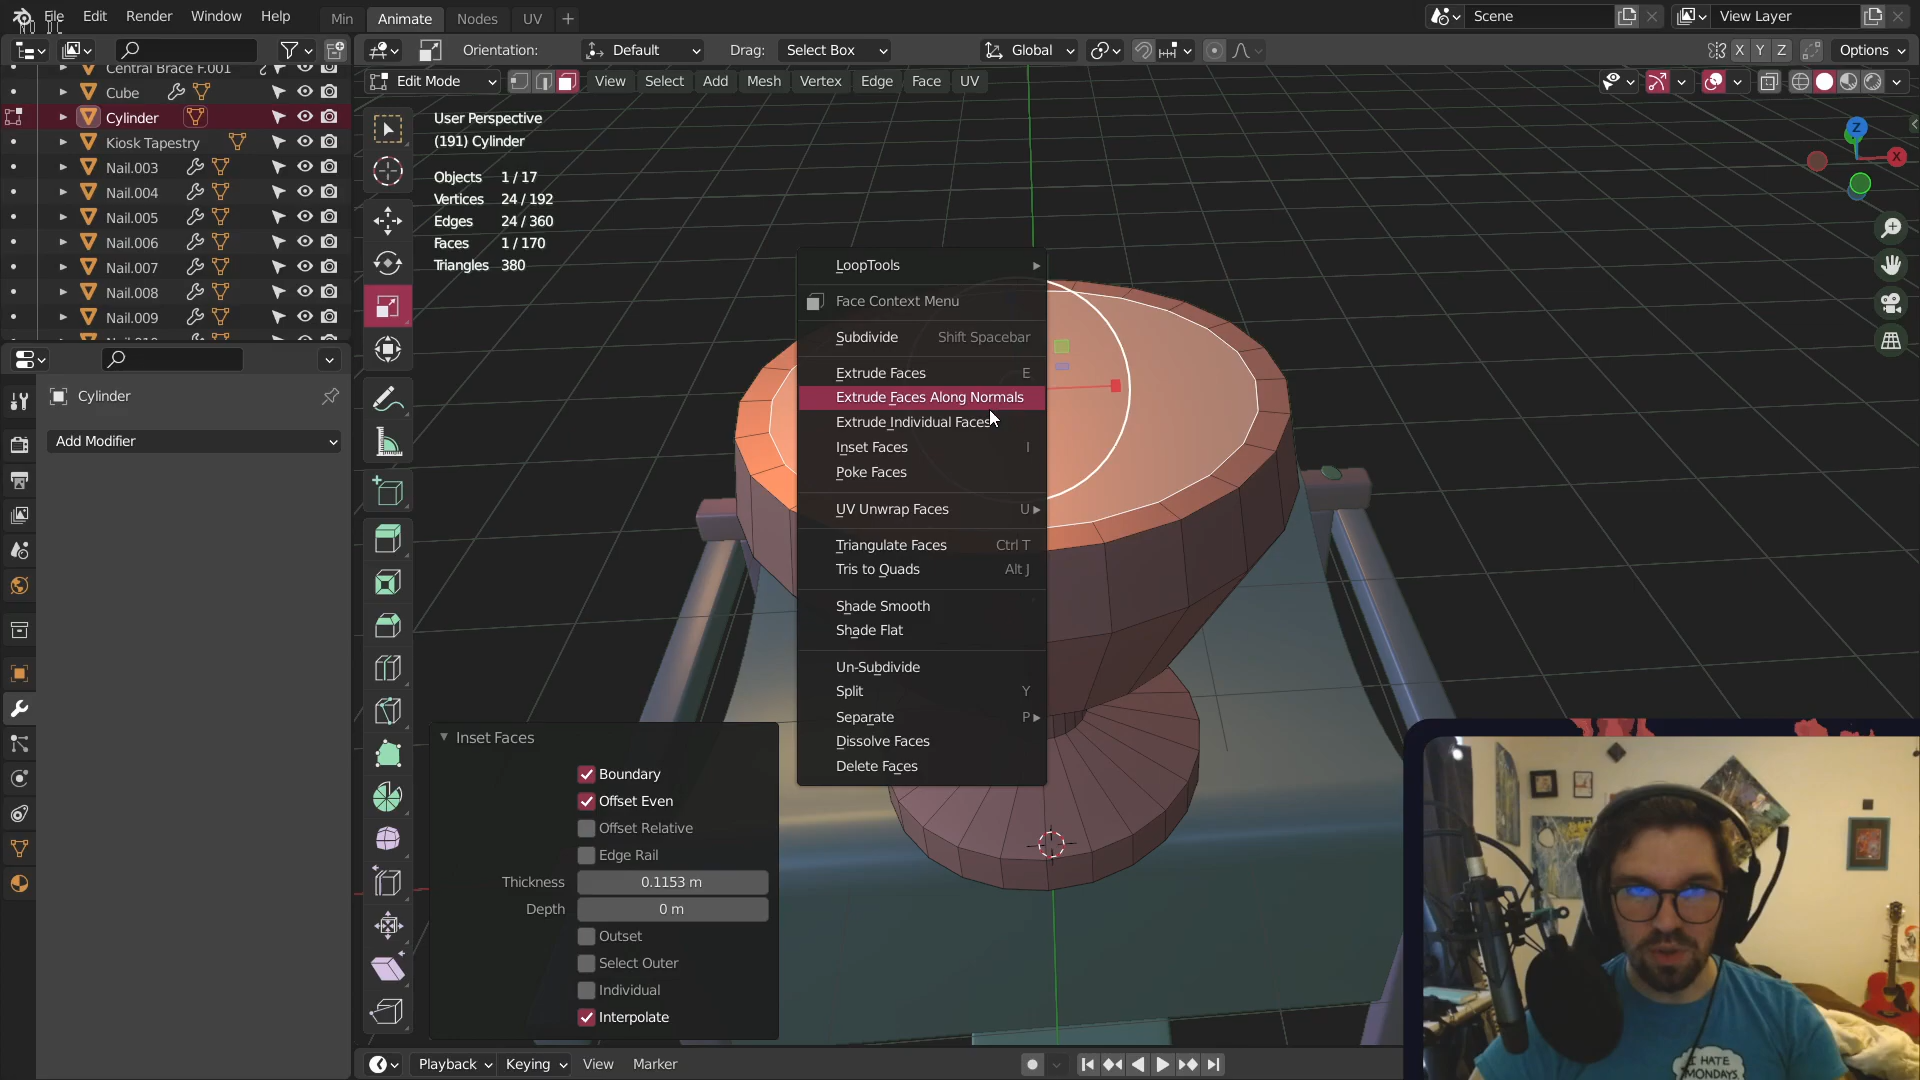 File Edit Render Window Help Min Animate Nodes UV Scene View Layer
Orientation: Default Drag: Select Box Global X Y Z Options
Edit Mode View Select Add Mesh Vertex Edge Face UV
Central Brace F.001
Cube
Cylinder
Kiosk Tapestry
Nail.003
Nail.004
Nail.005
Nail.006
Nail.007
Nail.008
Nail.009
Cylinder
Add Modifier
User Perspective
(191) Cylinder
Objects 1 / 17
Vertices 24 / 192
Edges 24 / 360
Faces 1 / 170
Triangles 380
Z
X
LoopTools
Face Context Menu
Subdivide Shift Spacebar
Extrude Faces E
Extrude Faces Along Normals
Extrude Individual Faces
Inset Faces I
Poke Faces
UV Unwrap Faces U
Triangulate Faces Ctrl T
Tris to Quads Alt J
Shade Smooth
Shade Flat
Un-Subdivide
Split Y
Separate P
Dissolve Faces
Delete Faces
Inset Faces
Boundary
Offset Even
Offset Relative
Edge Rail
Thickness 0.1153 m
Depth 0 m
Outset
Select Outer
Individual
Interpolate
Playback Keying View Marker
I HATE
MONDAYS